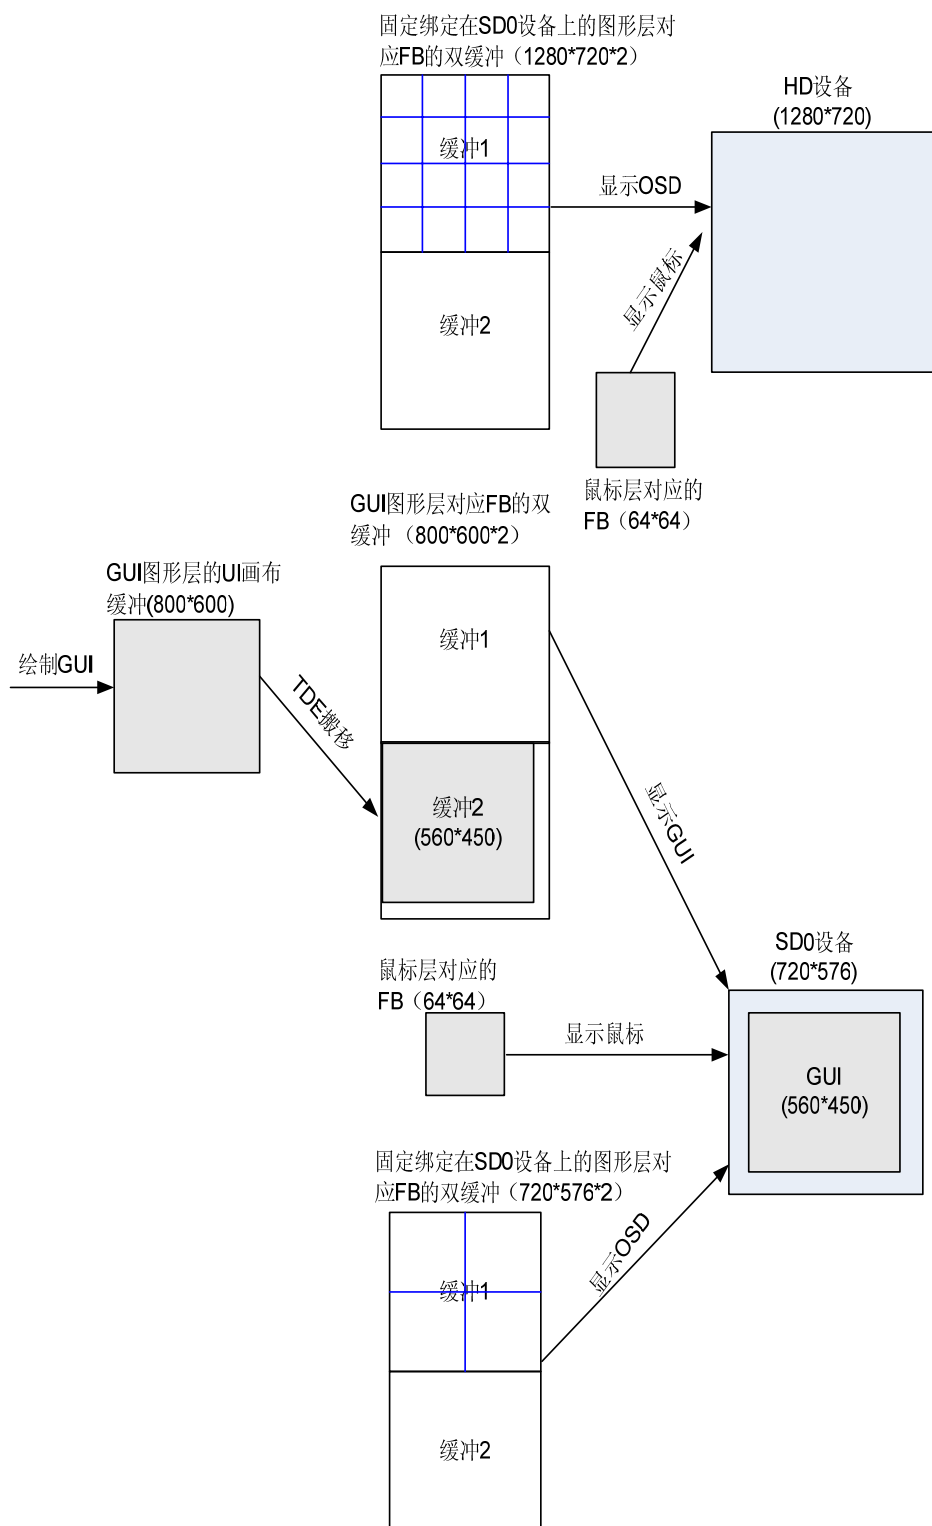 固定绑定在SD0设备上的图形层对
应FB的双缓冲（1280*720*2）
HD设备
(1280*720)
缓冲1
显示OSD
显示鼠标
缓冲2
鼠标层对应的
FB（64*64）
GUI图形层对应FB的双
缓冲 （800*600*2）
GUI图形层的UI画布
缓冲(800*600)
缓冲1
绘制GUI
TDE搬移
缓冲2
(560*450)
显示GUI
SD0设备
(720*576)
鼠标层对应的
FB（64*64）
显示鼠标
GUI
(560*450)
固定绑定在SD0设备上的图形层对
应FB的双缓冲（720*576*2）
缓冲1
显示OSD
缓冲2